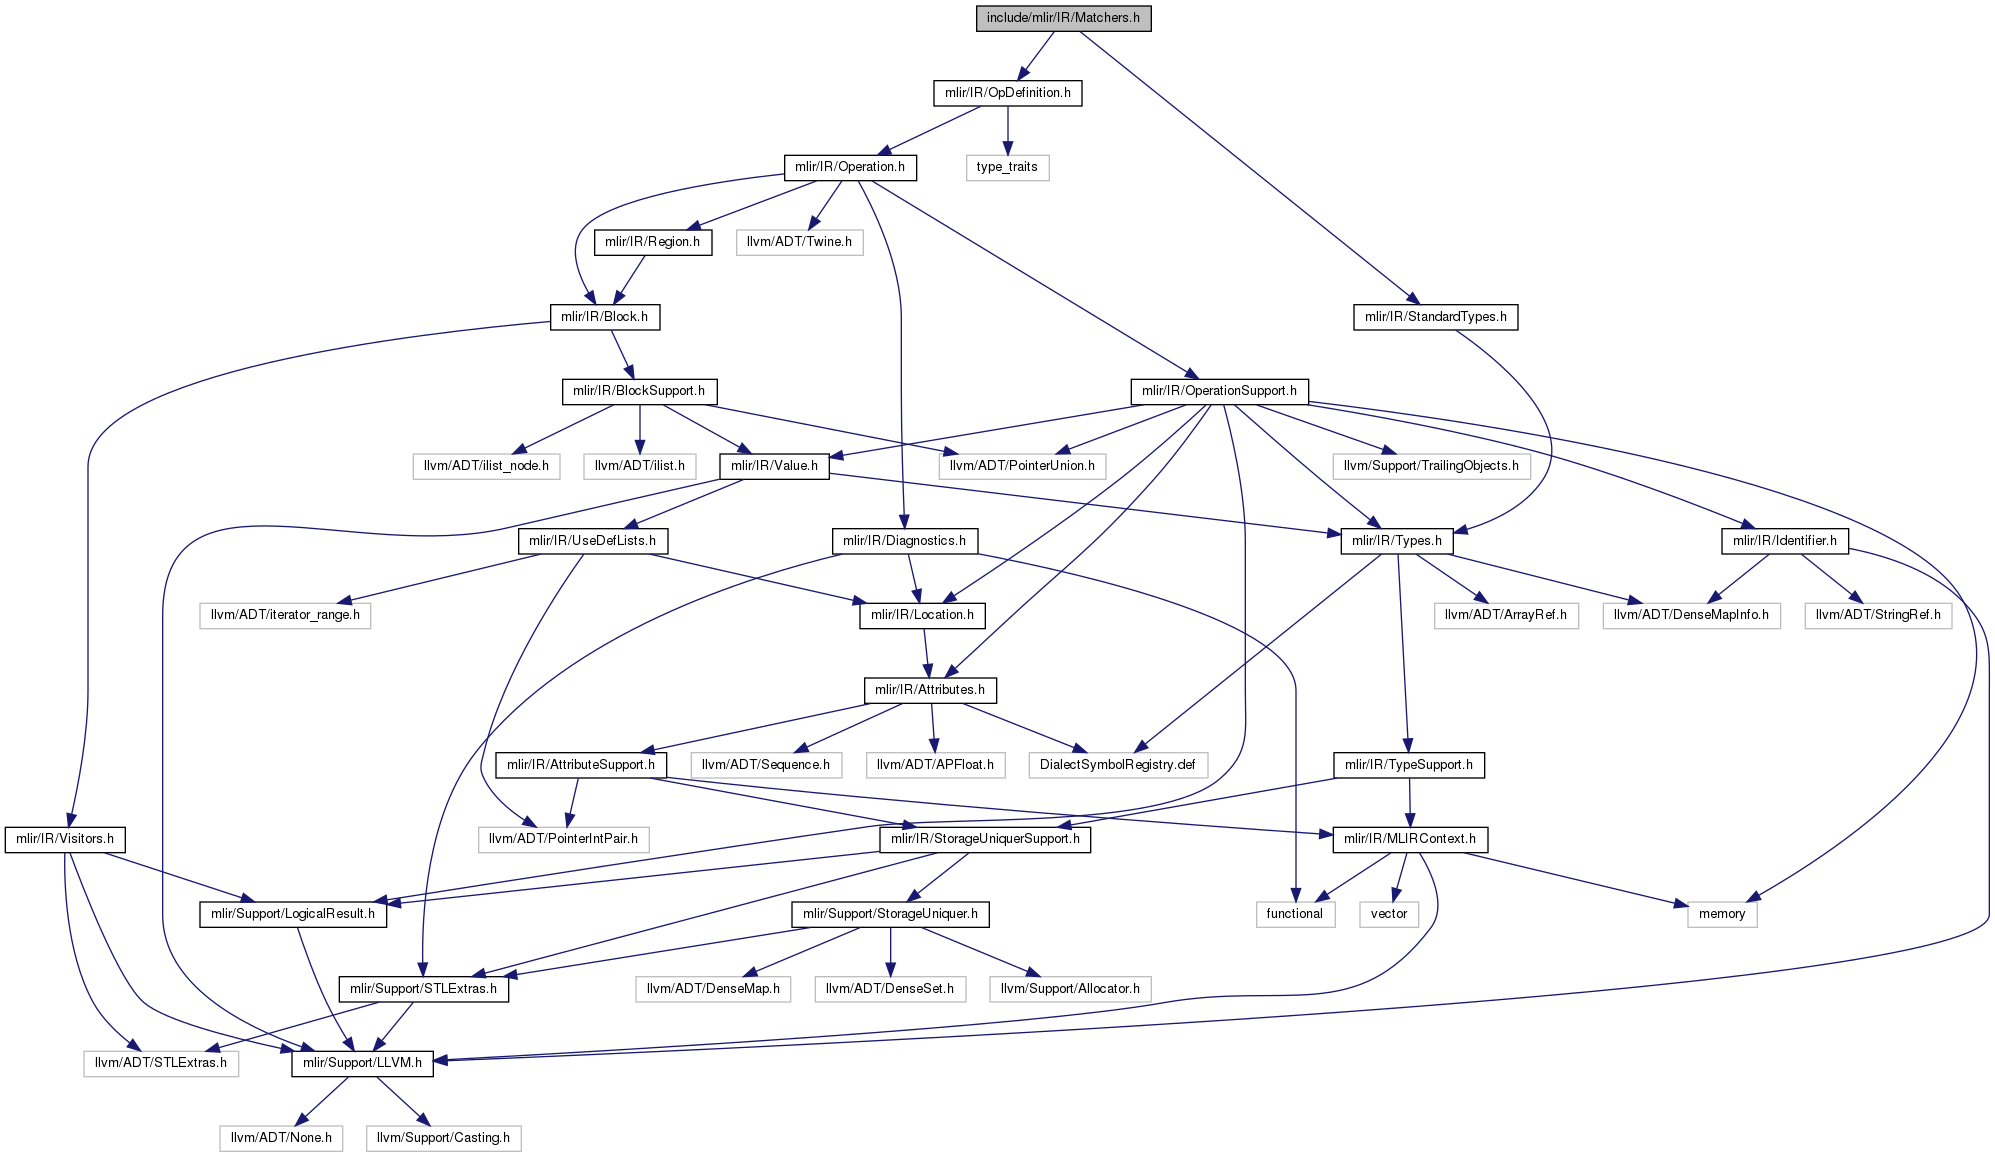 include/mlir/IR/Matchers.h
mlir/IR/OpDefinition.h
mlir/IR/Operation.h
type_traits
mlir/IR/Region.h
llvm/ADT/Twine.h
mlir/IR/Block.h
mlir/IR/StandardTypes.h
mlir/IR/BlockSupport.h
mlir/IR/OperationSupport.h
llvm/ADT/ilist_node.h
llvm/ADT/ilist.h
mlir/IR/Value.h
llvm/ADT/PointerUnion.h
llvm/Support/TrailingObjects.h
mlir/IR/UseDefLists.h
mlir/IR/Diagnostics.h
mlir/IR/Types.h
mlir/IR/Identifier.h
llvm/ADT/iterator_range.h
mlir/IR/Location.h
llvm/ADT/ArrayRef.h
llvm/ADT/DenseMapInfo.h
llvm/ADT/StringRef.h
mlir/IR/Attributes.h
mlir/IR/AttributeSupport.h
llvm/ADT/Sequence.h
llvm/ADT/APFloat.h
DialectSymbolRegistry.def
mlir/IR/TypeSupport.h
mlir/IR/Visitors.h
llvm/ADT/PointerIntPair.h
mlir/IR/StorageUniquerSupport.h
mlir/IR/MLIRContext.h
mlir/Support/LogicalResult.h
mlir/Support/StorageUniquer.h
functional
vector
memory
mlir/Support/STLExtras.h
llvm/ADT/DenseMap.h
llvm/ADT/DenseSet.h
llvm/Support/Allocator.h
llvm/ADT/STLExtras.h
mlir/Support/LLVM.h
llvm/ADT/None.h
llvm/Support/Casting.h